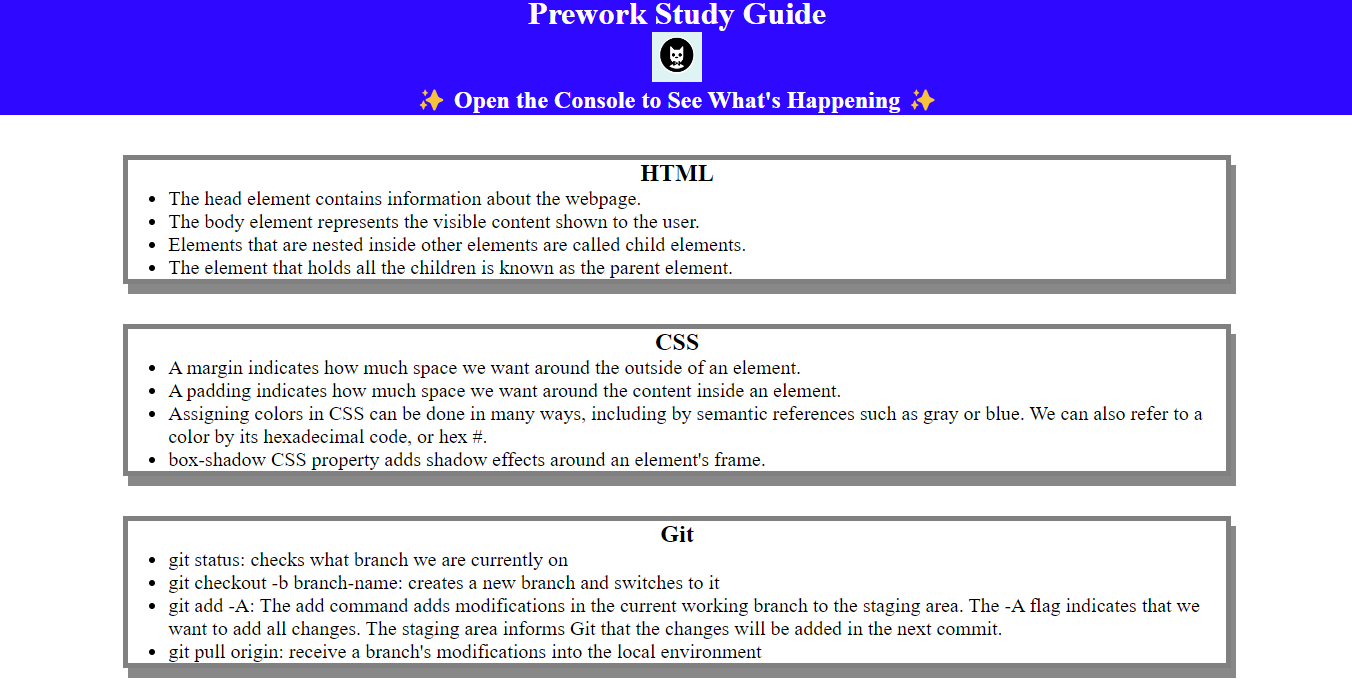 Prework Study Guide
✨ Open the Console to See What's Happening ✨
HTML
• The head element contains information about the webpage.
• The body element represents the visible content shown to the user.
• Elements that are nested inside other elements are called child elements.
• The element that holds all the children is known as the parent element.
CSS
• A margin indicates how much space we want around the outside of an element.
• A padding indicates how much space we want around the content inside an element.
• Assigning colors in CSS can be done in many ways, including by semantic references such as gray or blue. We can also refer to a
color by its hexadecimal code, or hex #.
• box-shadow CSS property adds shadow effects around an element's frame.
Git
• git status: checks what branch we are currently on
• git checkout -b branch-name: creates a new branch and switches to it
• git add -A: The add command adds modifications in the current working branch to the staging area. The -A flag indicates that we
want to add all changes. The staging area informs Git that the changes will be added in the next commit.
• git pull origin: receive a branch's modifications into the local environment